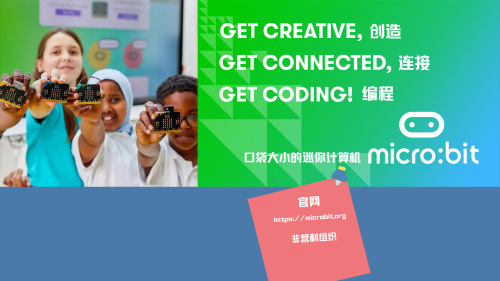 GET CREATIVE, 创造
GET CONNECTED, 连接
GET CODING! 编程
口袋大小的迷你计算机 micro:bit
官网
https://microbit.org
非营利组织